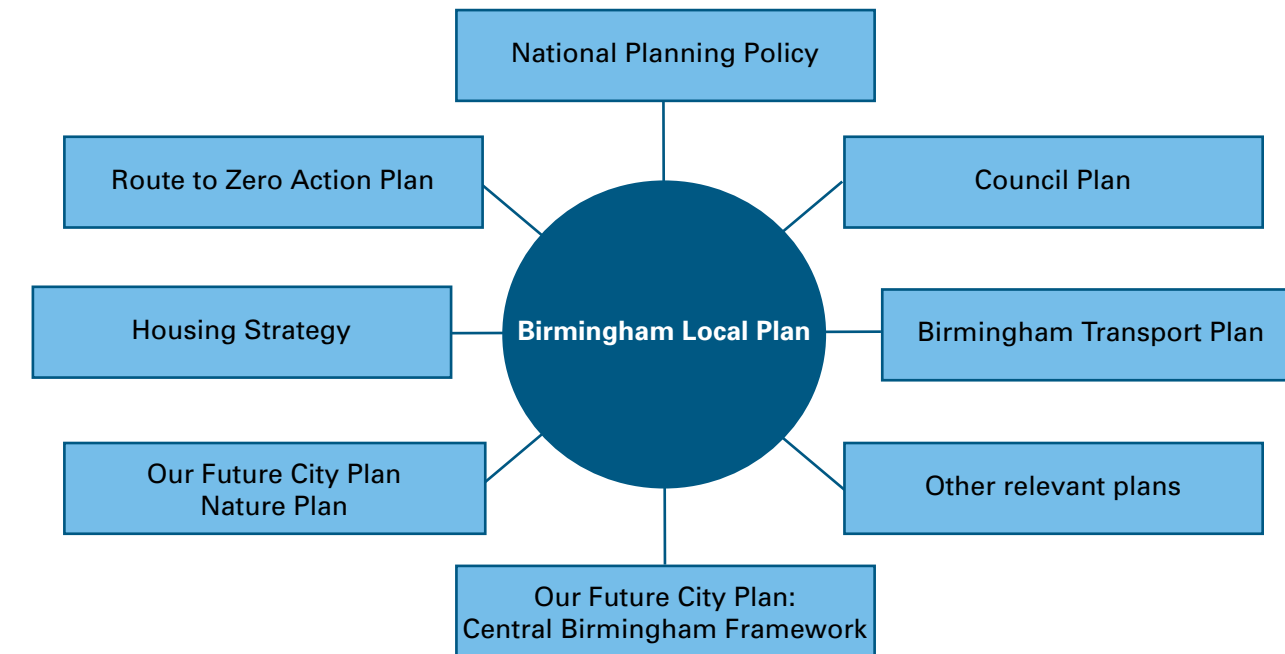 National Planning Policy
Route to Zero Action Plan
Council Plan
Housing Strategy
Birmingham Local Plan
Birmingham Transport Plan
Our Future City Plan
Nature Plan
Other relevant plans
Our Future City Plan:
Central Birmingham Framework